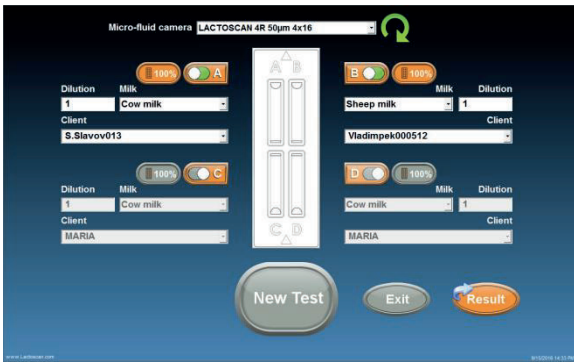 Micro-fluid camera LACTOSCAN 4R 50µm 4x16
100% A
B 100%
A B
Dilution Milk
1 Cow milk
Client
S.Slavov013
Milk Dilution
Sheep milk 1
Client
Vladimpek000512
100% C
D 100%
Dilution Milk
1 Cow milk
Client
MARIA
Milk Dilution
Cow milk 1
Client
MARIA
C D
New Test
Exit
Result
www.Lactoscan.com